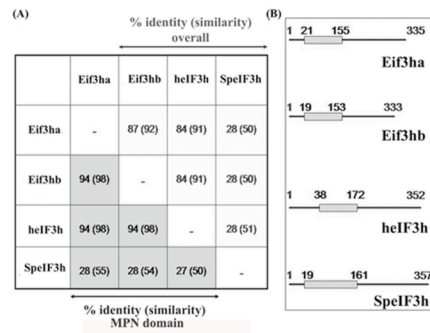 (A)
% identity (similarity)
overall
Eif3ha Eif3hb heIF3h SpeIF3h
Eif3ha - 87 (92) 84 (91) 28 (50)
Eif3hb 94 (98) - 84 (91) 28 (50)
heIF3h 94 (98) 94 (98) - 28 (51)
SpeIF3h 28 (55) 28 (54) 27 (50) -
% identity (similarity)
MPN domain
(B)
1 21 155 335
Eif3ha
1 19 153 333
Eif3hb
1 38 172 352
heIF3h
1 19 161 357
SpeIF3h